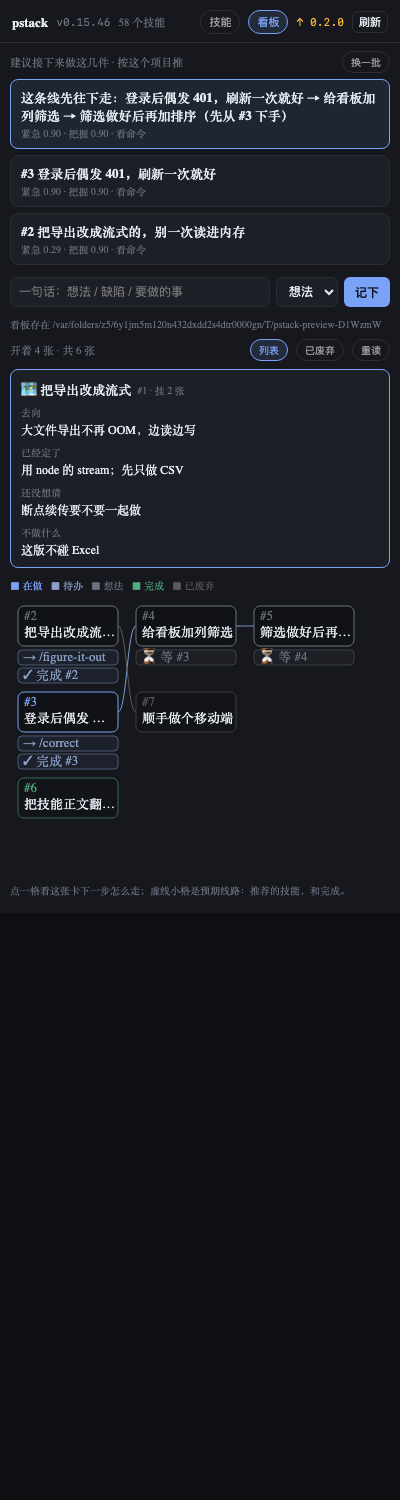 pstack v0.15.46 58 个技能 技能 看板 ↑ 0.2.0 刷新
建议接下来做这几件 · 按这个项目推 换一批
这条线先往下走：登录后偶发 401，刷新一次就好 → 给看板加
列筛选 → 筛选做好后再加排序（先从 #3 下手）
紧急 0.90 · 把握 0.90 · 看命令
#3 登录后偶发 401，刷新一次就好
紧急 0.90 · 把握 0.90 · 看命令
#2 把导出改成流式的，别一次读进内存
紧急 0.29 · 把握 0.90 · 看命令
一句话：想法 / 缺陷 / 要做的事 想法 记下
看板存在 /var/folders/z5/6y1jm5m120n432dxdd2s4dtr0000gn/T/pstack-preview-D1WzmW
开着 4 张 · 共 6 张 列表 已废弃 重读
🗺️ 把导出改成流式 #1 · 挂 2 张
去向
大文件导出不再 OOM，边读边写
已经定了
用 node 的 stream；先只做 CSV
还没想清
断点续传要不要一起做
不做什么
这版不碰 Excel
在做 待办 想法 完成 已废弃
#2 #4 #5
把导出改成流… 给看板加列筛选 筛选做好后再…
→ /figure-it-out ⏳ 等 #3 ⏳ 等 #4
✓ 完成 #2
#3 #7
登录后偶发 … 顺手做个移动端
→ /correct
✓ 完成 #3
#6
把技能正文翻…
点一格看这张卡下一步怎么走；虚线小格是预期线路：推荐的技能、和完成。